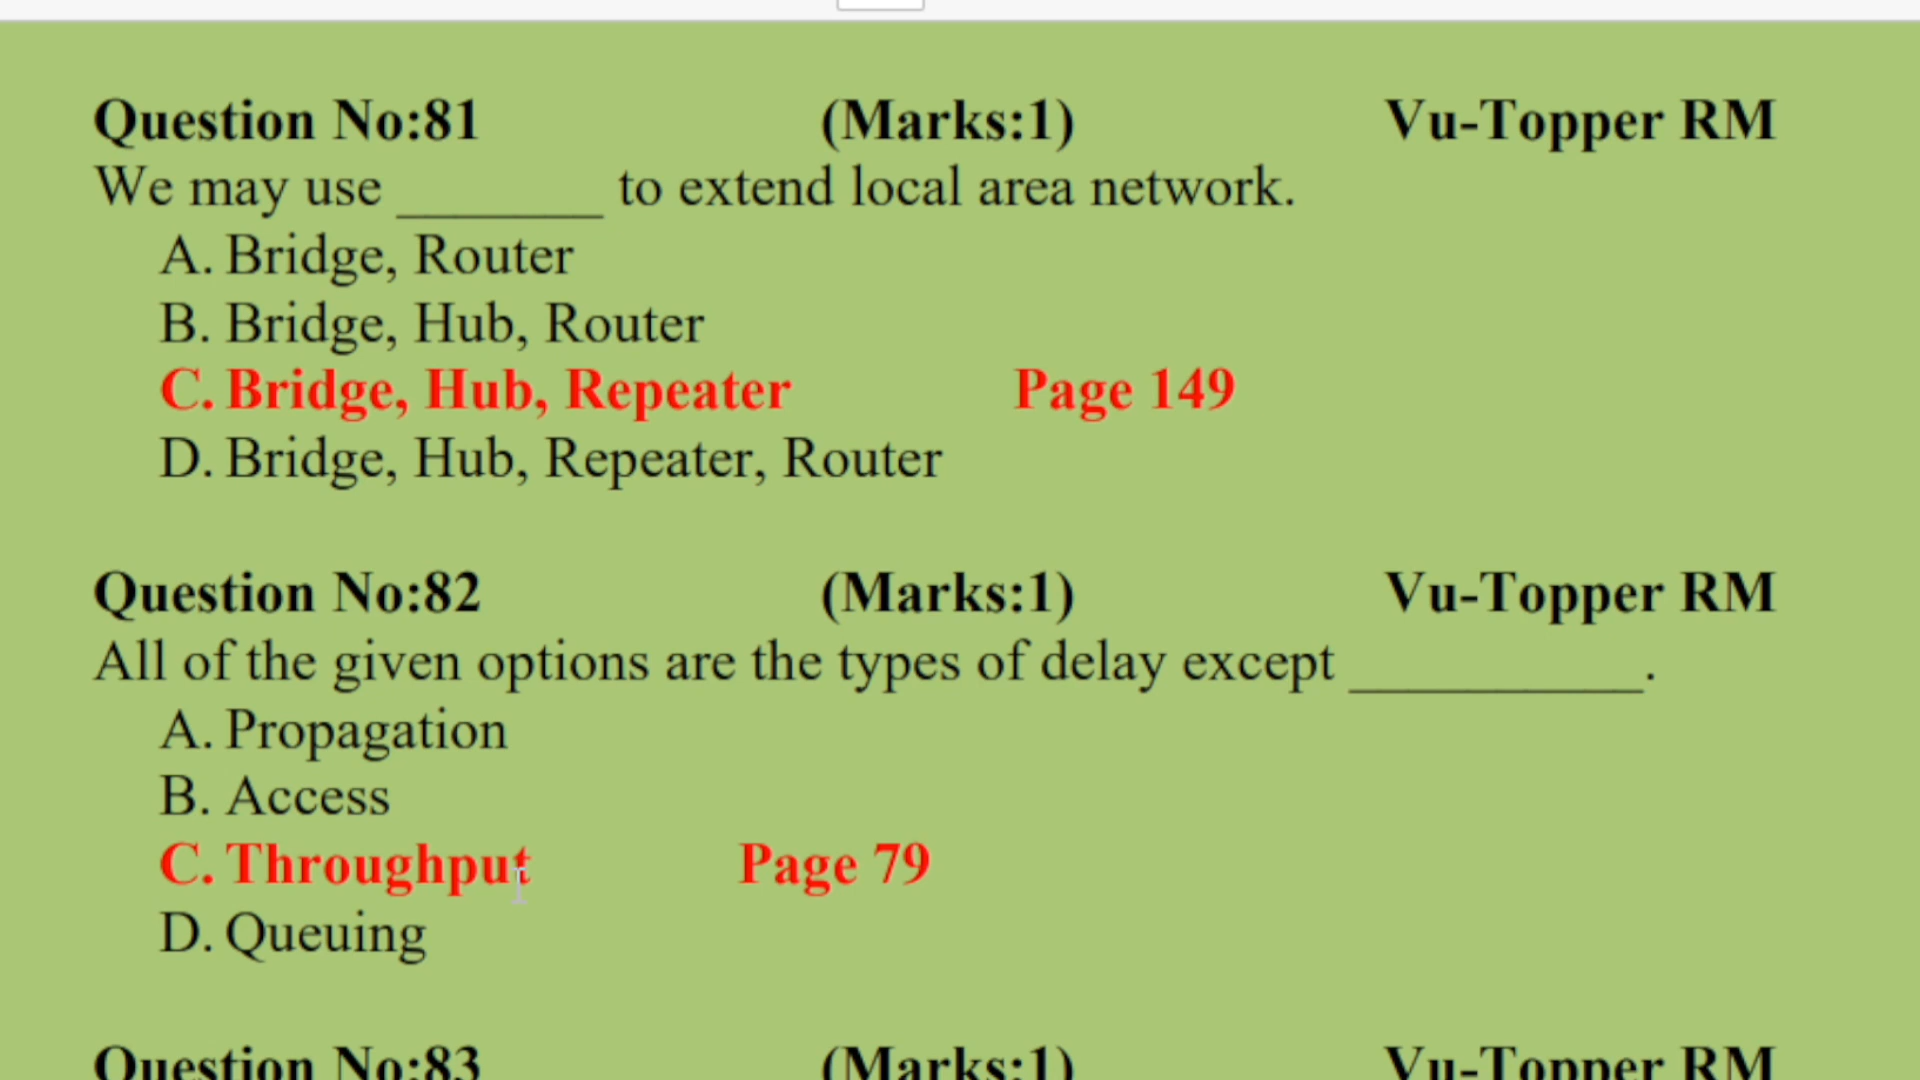 Question No:81 (Marks:1) Vu-Topper RM
We may use _______ to extend local area network.
A. Bridge, Router
B. Bridge, Hub, Router
C. Bridge, Hub, Repeater Page 149
D. Bridge, Hub, Repeater, Router
Question No:82 (Marks:1) Vu-Topper RM
All of the given options are the types of delay except __________.
A. Propagation
B. Access
C. Throughput Page 79
D. Queuing
Question No:83 (Marks:1) Vu-Topper RM